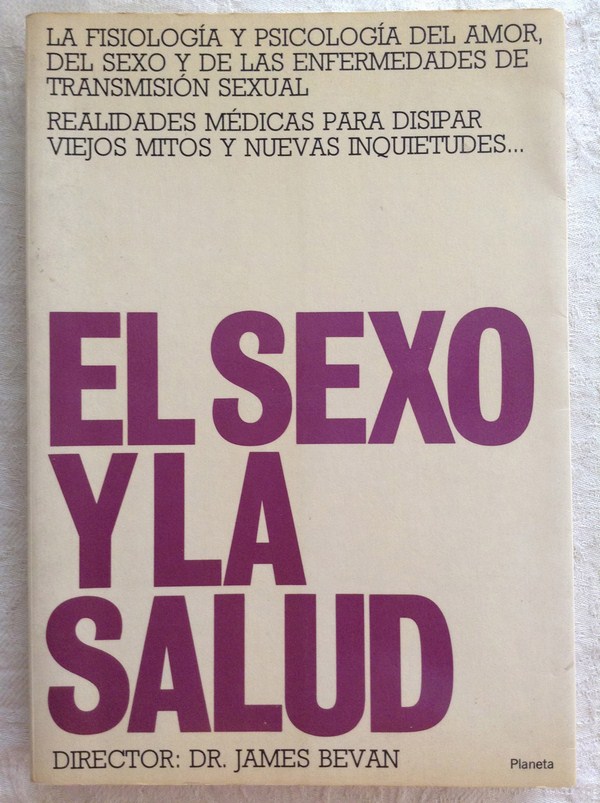 LA FISIOLOGÍA Y PSICOLOGÍA DEL AMOR,
DEL SEXO Y DE LAS ENFERMEDADES DE
TRANSMISIÓN SEXUAL
REALIDADES MÉDICAS PARA DISIPAR
VIEJOS MITOS Y NUEVAS INQUIETUDES...
EL SEXO
Y LA
SALUD
DIRECTOR: DR. JAMES BEVAN
Planeta